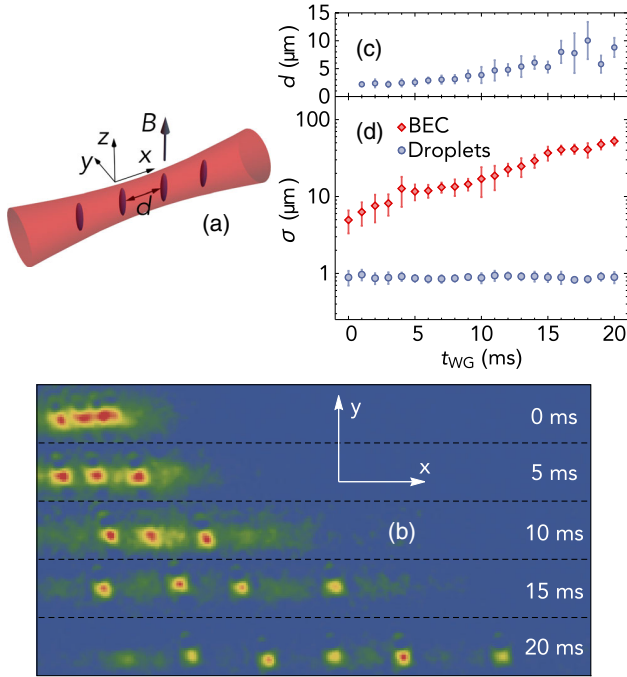 15
10
5
0
d (μm)
(c)
B
z
y
x
d
(a)
(d)
BEC
Droplets
100
10
1
σ (μm)
0 5 10 15 20
tWG (ms)
y
x
0 ms
5 ms
(b)
10 ms
15 ms
20 ms